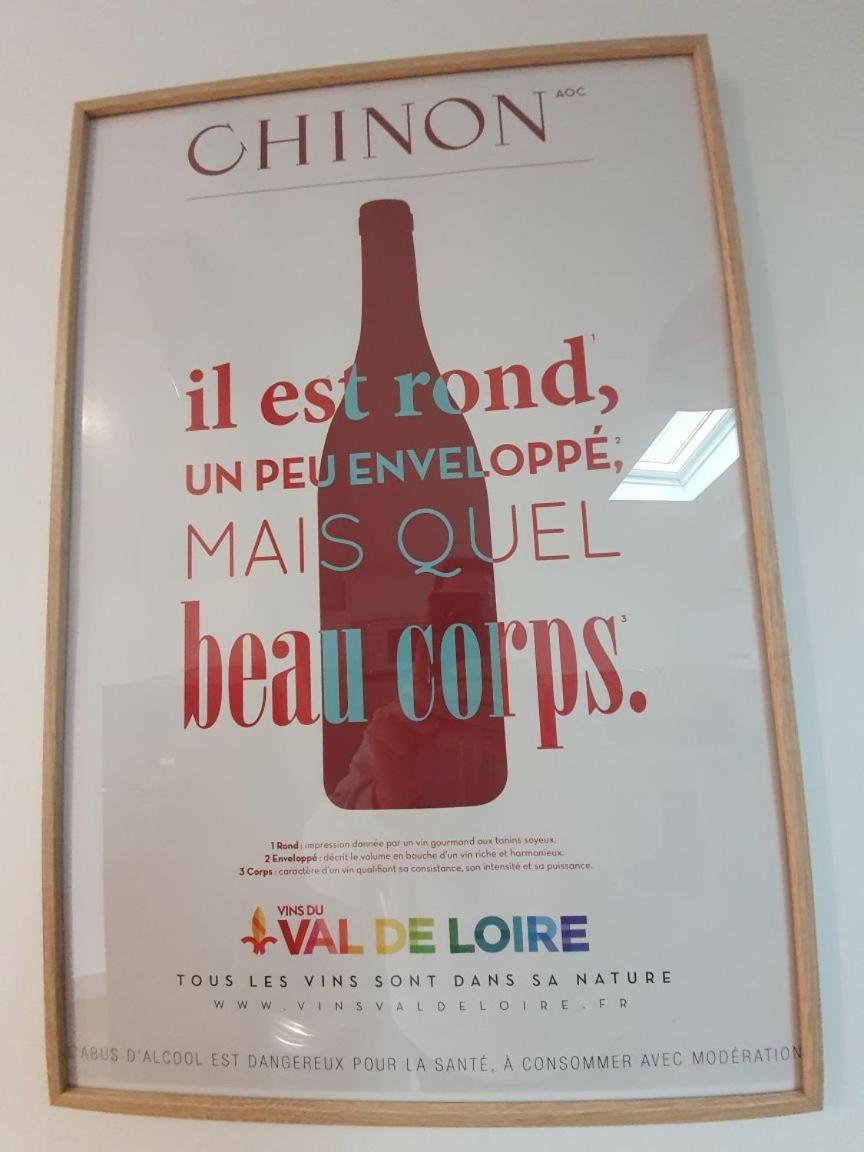 CHINON AOC
il est rond,¹
UN PEU ENVELOPPÉ,²
MAIS QUEL
beau corps.³
1 Rond : impression donnée par un vin gourmand aux tanins soyeux.
2 Enveloppé : décrit le volume en bouche d'un vin riche et harmonieux.
3 Corps : caractère d'un vin qualifiant sa consistance, son intensité et sa puissance.
VINS DU
VAL DE LOIRE
TOUS LES VINS SONT DANS SA NATURE
WWW.VINSVALDELOIRE.FR
L'ABUS D'ALCOOL EST DANGEREUX POUR LA SANTÉ, À CONSOMMER AVEC MODÉRATION